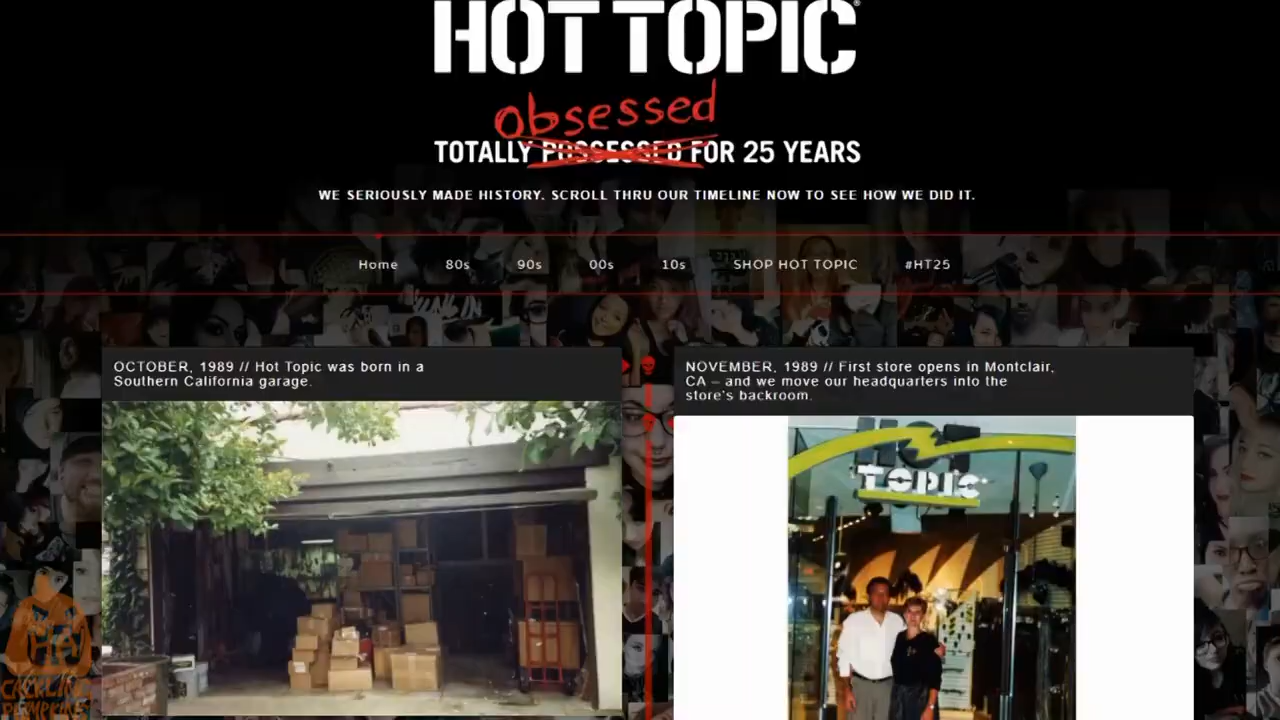 HOT TOPIC
obsessed
TOTALLY POSSESSED FOR 25 YEARS
WE SERIOUSLY MADE HISTORY. SCROLL THRU OUR TIMELINE NOW TO SEE HOW WE DID IT.
Home 80s 90s 00s 10s SHOP HOT TOPIC #HT25
OCTOBER, 1989 // Hot Topic was born in a
Southern California garage.
NOVEMBER, 1989 // First store opens in Montclair,
CA – and we move our headquarters into the
store's backroom.
HOT
TOPIC
CACKLING
PUMPKINS